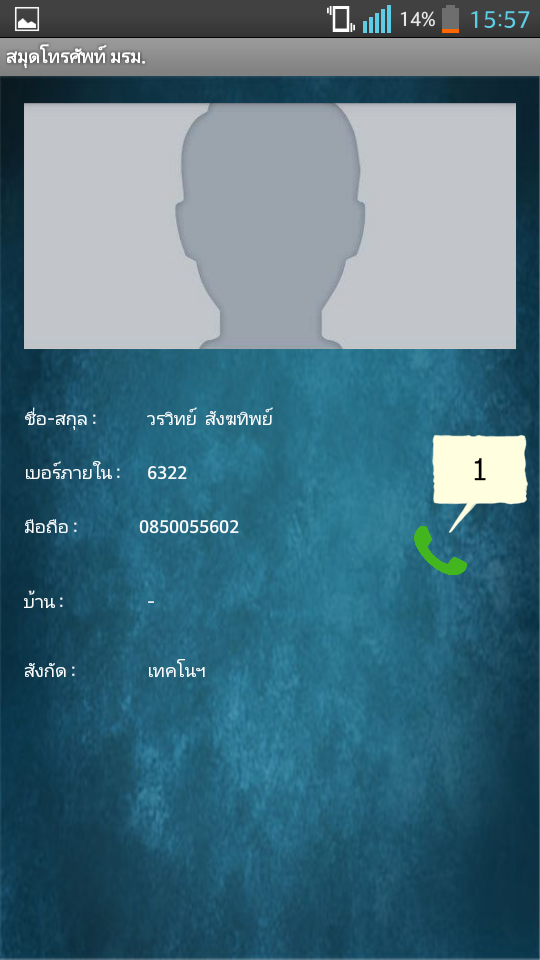 14% 15:57
สมุดโทรศัพท์ มรม.
ชื่อ-สกุล : วรวิทย์ สังฆทิพย์
เบอร์ภายใน : 6322
1
มือถือ : 0850055602
บ้าน : -
สังกัด : เทคโนฯ